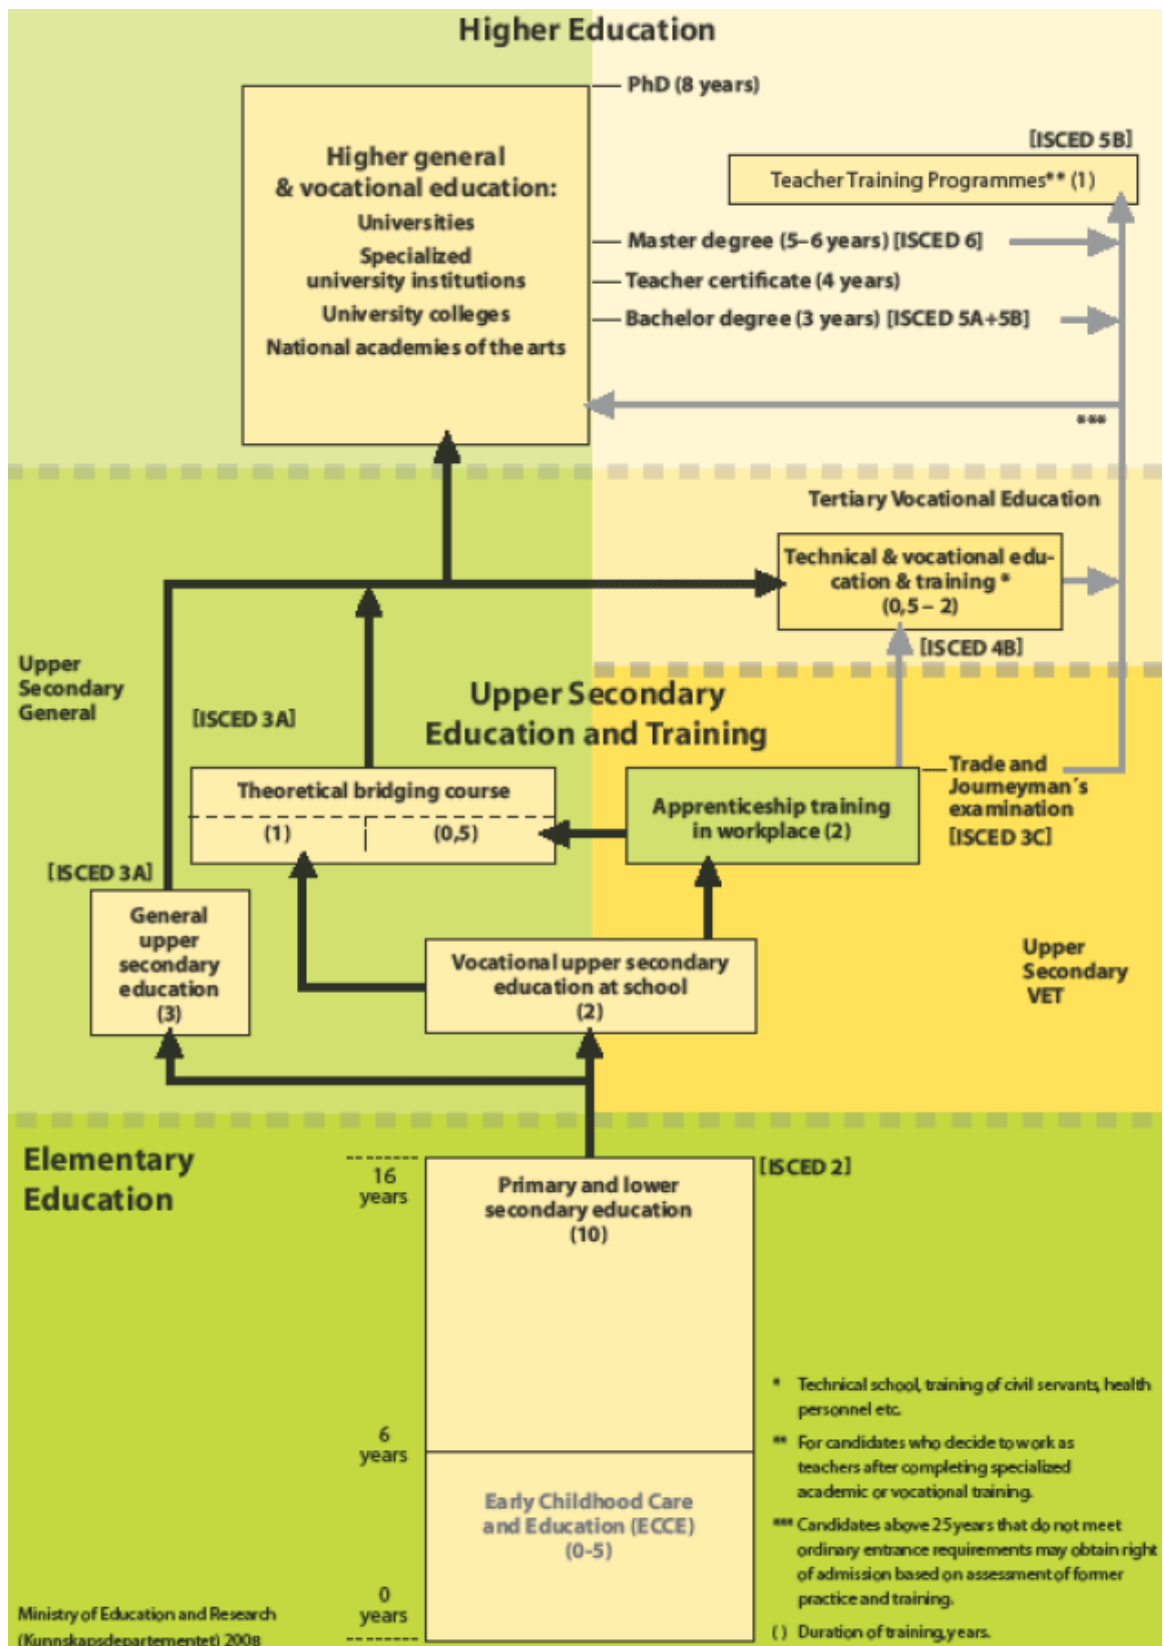 Higher Education
PhD (8 years)
Higher general
& vocational education:
Universities
Specialized
university institutions
University colleges
National academies of the arts
[ISCED 5B]
Teacher Training Programmes** (1)
Master degree (5–6 years) [ISCED 6]
Teacher certificate (4 years)
Bachelor degree (3 years) [ISCED 5A+5B]
***
Tertiary Vocational Education
Technical & vocational edu-
cation & training *
(0,5 – 2)
[ISCED 4B]
Upper
Secondary
General
[ISCED 3A]
Upper Secondary
Education and Training
Theoretical bridging course
(1)
(0,5)
Apprenticeship training
in workplace (2)
Trade and
Journeyman´s
examination
[ISCED 3C]
[ISCED 3A]
General
upper
secondary
education
(3)
Vocational upper secondary
education at school
(2)
Upper
Secondary
VET
Elementary
Education
16
years
Primary and lower
secondary education
(10)
[ISCED 2]
6
years
Early Childhood Care
and Education (ECCE)
(0-5)
0
years
* Technical school, training of civil servants, health
personnel etc.
** For candidates who decide to work as
teachers after completing specialized
academic or vocational training.
*** Candidates above 25 years that do not meet
ordinary entrance requirements may obtain right
of admission based on assessment of former
practice and training.
( ) Duration of training, years.
Ministry of Education and Research
(Kunnskapsdepartementet) 2008